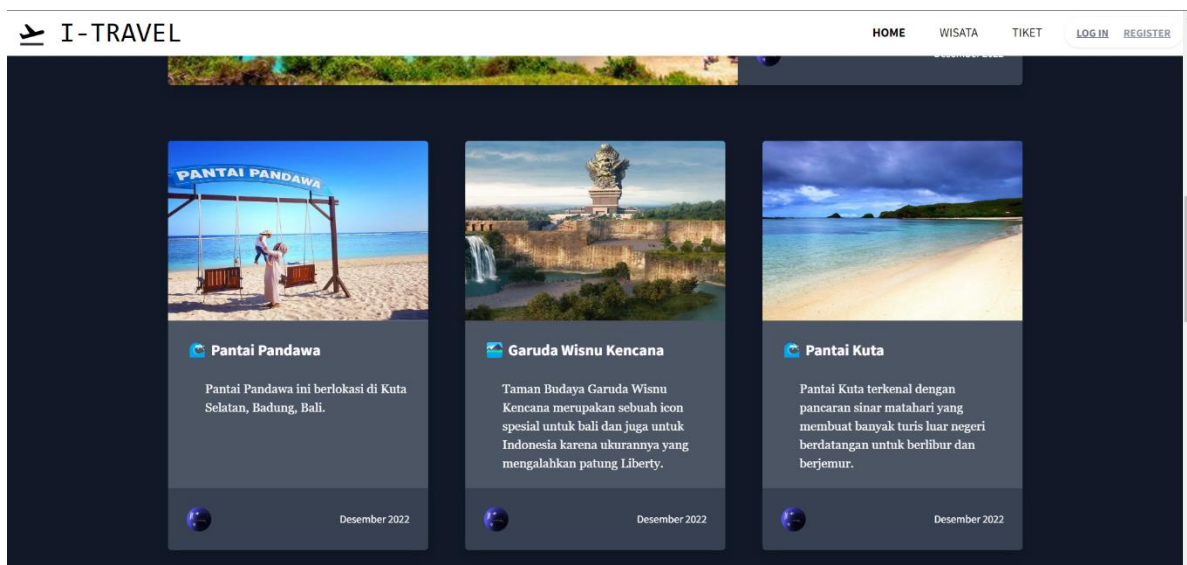 I-TRAVEL
HOME WISATA TIKET LOG IN REGISTER
Desember 2022
PANTAI PANDAWA
Pantai Pandawa
Pantai Pandawa ini berlokasi di Kuta
Selatan, Badung, Bali.
Desember 2022
Garuda Wisnu Kencana
Taman Budaya Garuda Wisnu
Kencana merupakan sebuah icon
spesial untuk bali dan juga untuk
Indonesia karena ukurannya yang
mengalahkan patung Liberty.
Desember 2022
Pantai Kuta
Pantai Kuta terkenal dengan
pancaran sinar matahari yang
membuat banyak turis luar negeri
berdatangan untuk berlibur dan
berjemur.
Desember 2022